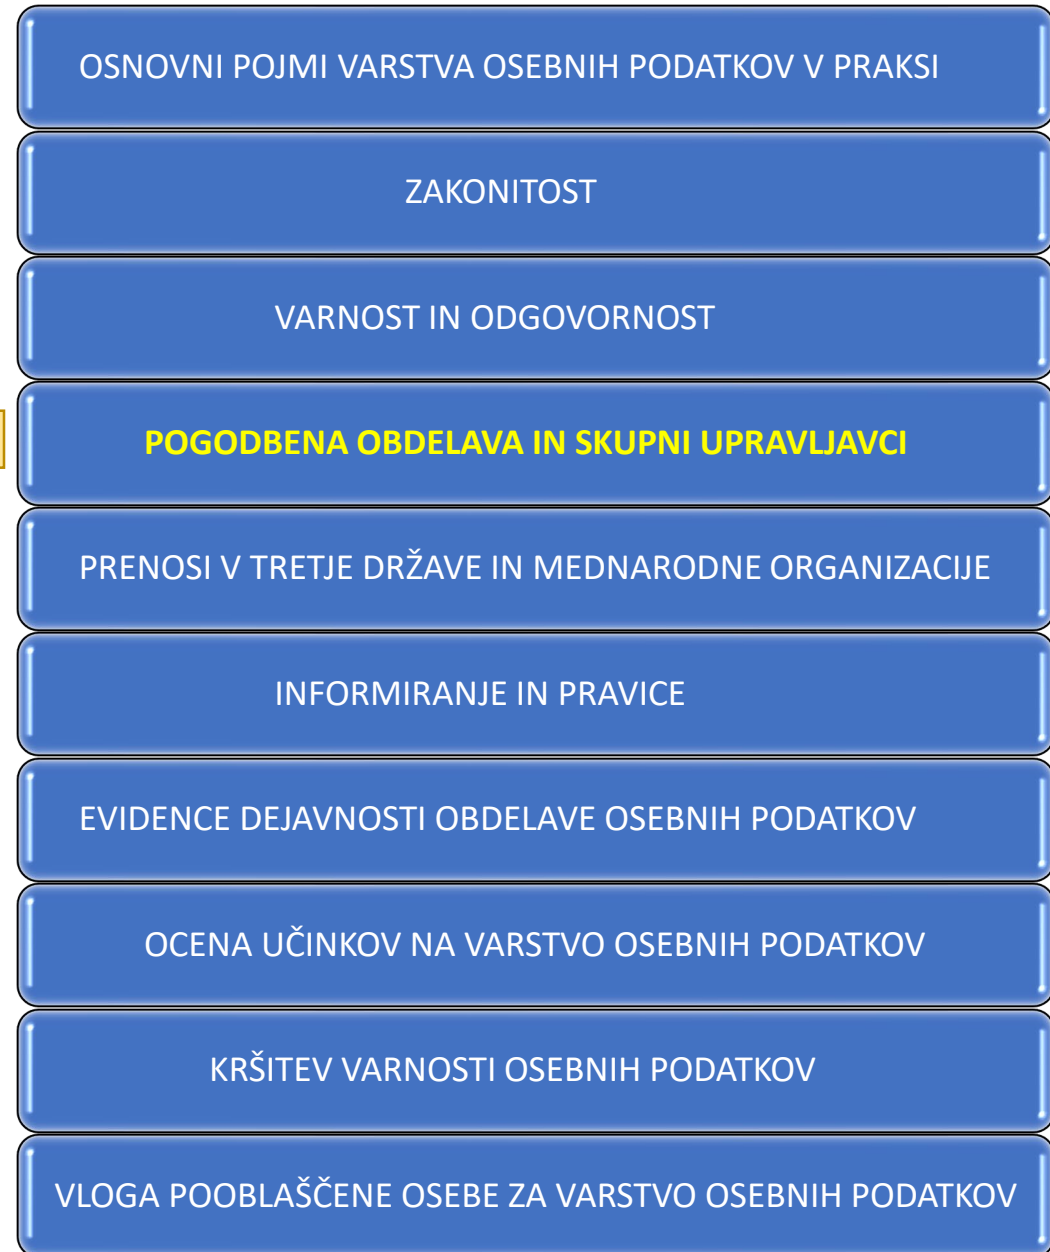 OSNOVNI POJMI VARSTVA OSEBNIH PODATKOV V PRAKSI
ZAKONITOST
VARNOST IN ODGOVORNOST
POGODBENA OBDELAVA IN SKUPNI UPRAVLJAVCI
PRENOSI V TRETJE DRŽAVE IN MEDNARODNE ORGANIZACIJE
INFORMIRANJE IN PRAVICE
EVIDENCE DEJAVNOSTI OBDELAVE OSEBNIH PODATKOV
OCENA UČINKOV NA VARSTVO OSEBNIH PODATKOV
KRŠITEV VARNOSTI OSEBNIH PODATKOV
VLOGA POOBLAŠČENE OSEBE ZA VARSTVO OSEBNIH PODATKOV